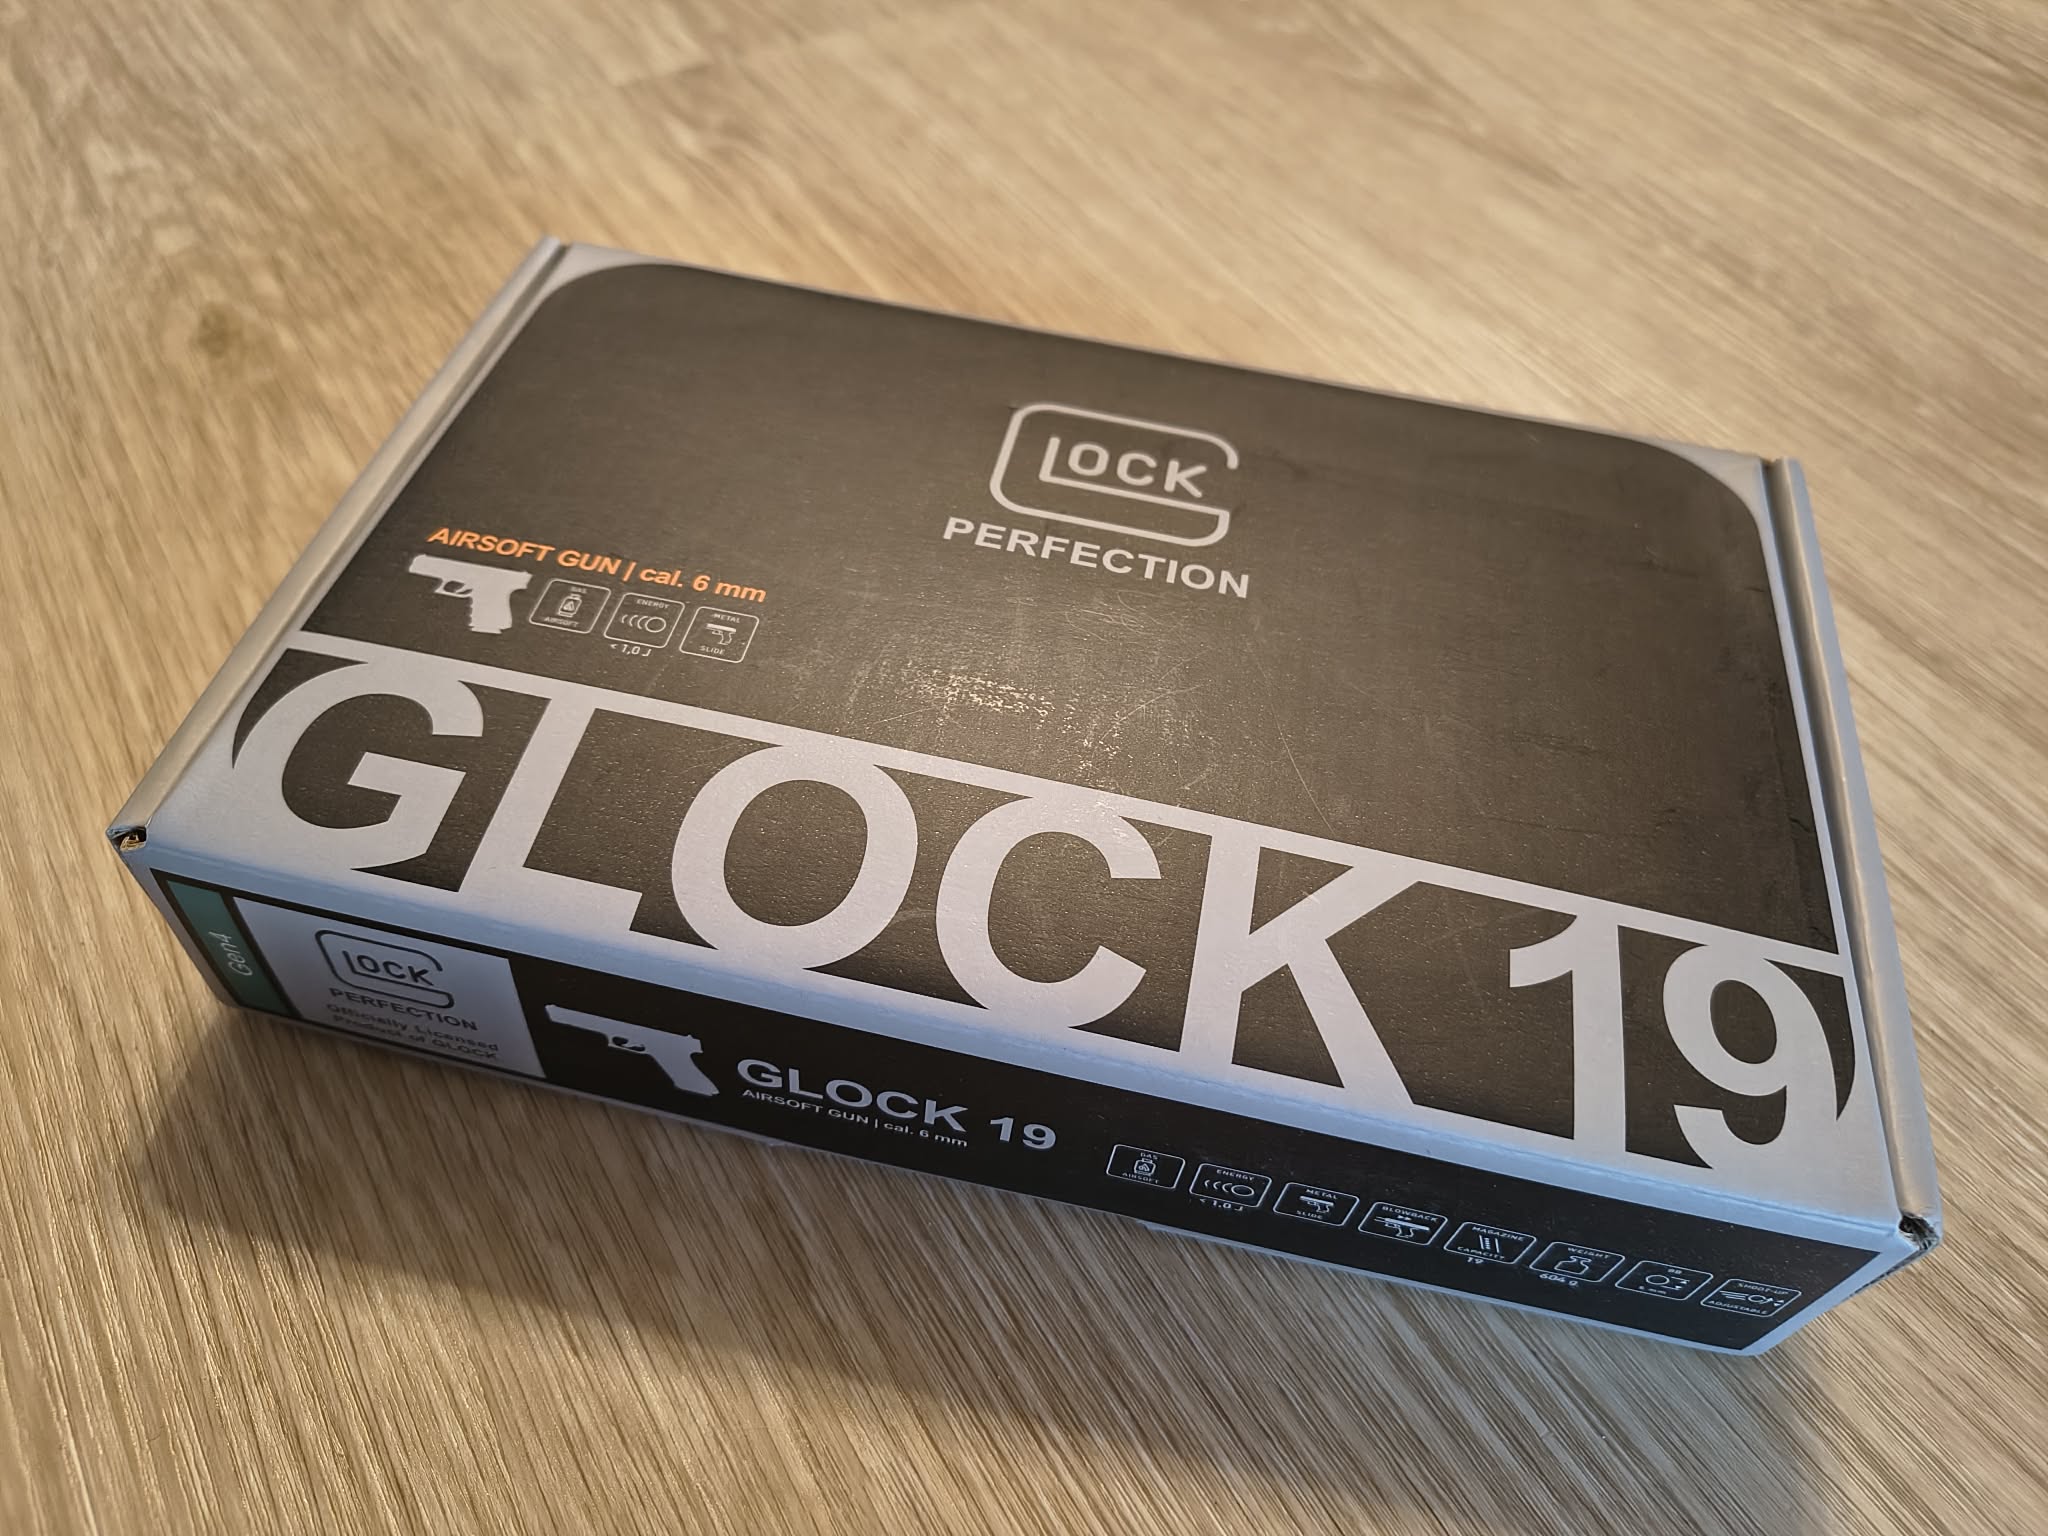 GLOCK
PERFECTION
AIRSOFT GUN | cal. 6 mm
GAS
AIRSOFT
ENERGY
< 1,0 J
METAL
SLIDE
GLOCK 19
Gen4
GLOCK
PERFECTION
Officially Licensed
Product of GLOCK
GLOCK 19
AIRSOFT GUN | cal. 6 mm
GAS
AIRSOFT
ENERGY
< 1,0 J
METAL
SLIDE
BLOWBACK
MAGAZINE
CAPACITY
19
WEIGHT
604 g
BB
6 mm
SHOOT-UP
ADJUSTABLE